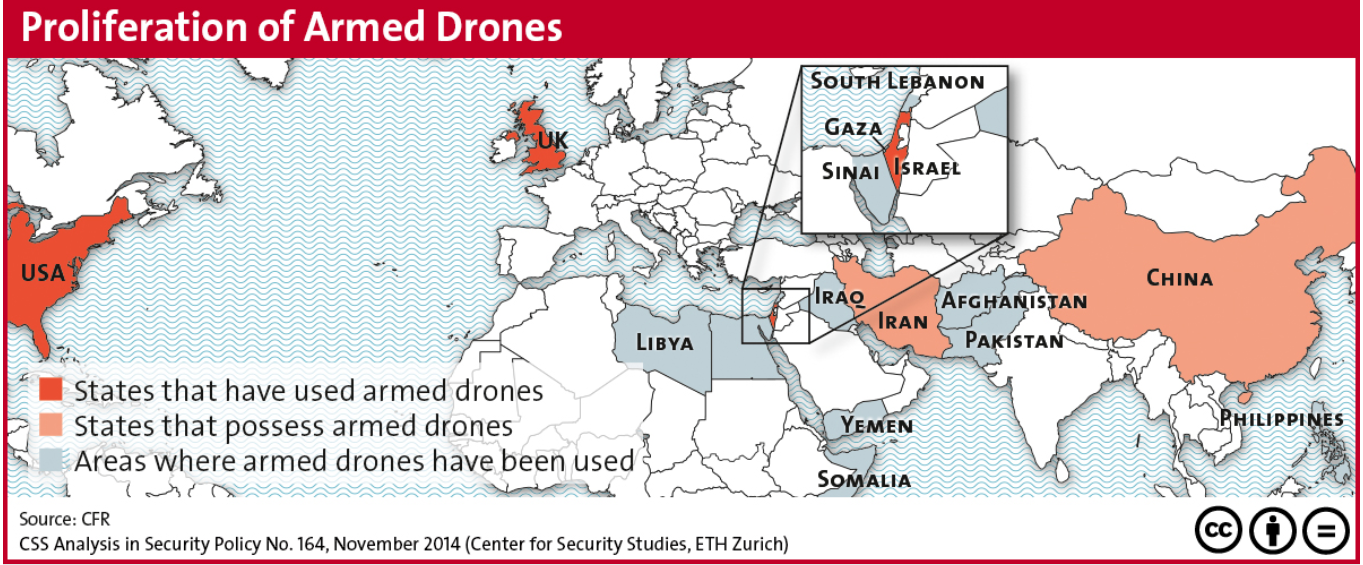 Proliferation of Armed Drones
SOUTH LEBANON
GAZA
SINAI
ISRAEL
UK
USA
CHINA
IRAQ
IRAN
AFGHANISTAN
PAKISTAN
LIBYA
YEMEN
SOMALIA
PHILIPPINES
States that have used armed drones
States that possess armed drones
Areas where armed drones have been used
Source: CFR
CSS Analysis in Security Policy No. 164, November 2014 (Center for Security Studies, ETH Zurich)
cc